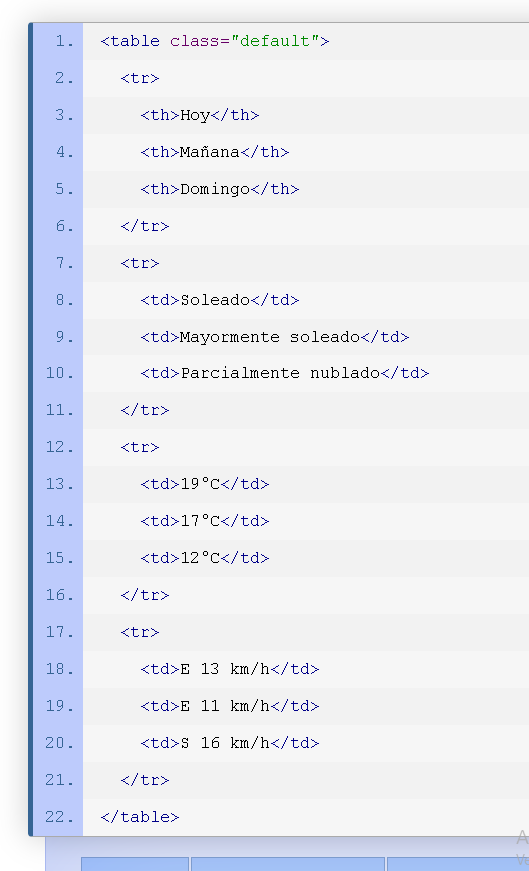 1. <table class="default">
2. <tr>
3. <th>Hoy</th>
4. <th>Mañana</th>
5. <th>Domingo</th>
6. </tr>
7. <tr>
8. <td>Soleado</td>
9. <td>Mayormente soleado</td>
10. <td>Parcialmente nublado</td>
11. </tr>
12. <tr>
13. <td>19°C</td>
14. <td>17°C</td>
15. <td>12°C</td>
16. </tr>
17. <tr>
18. <td>E 13 km/h</td>
19. <td>E 11 km/h</td>
20. <td>S 16 km/h</td>
21. </tr>
22. </table>